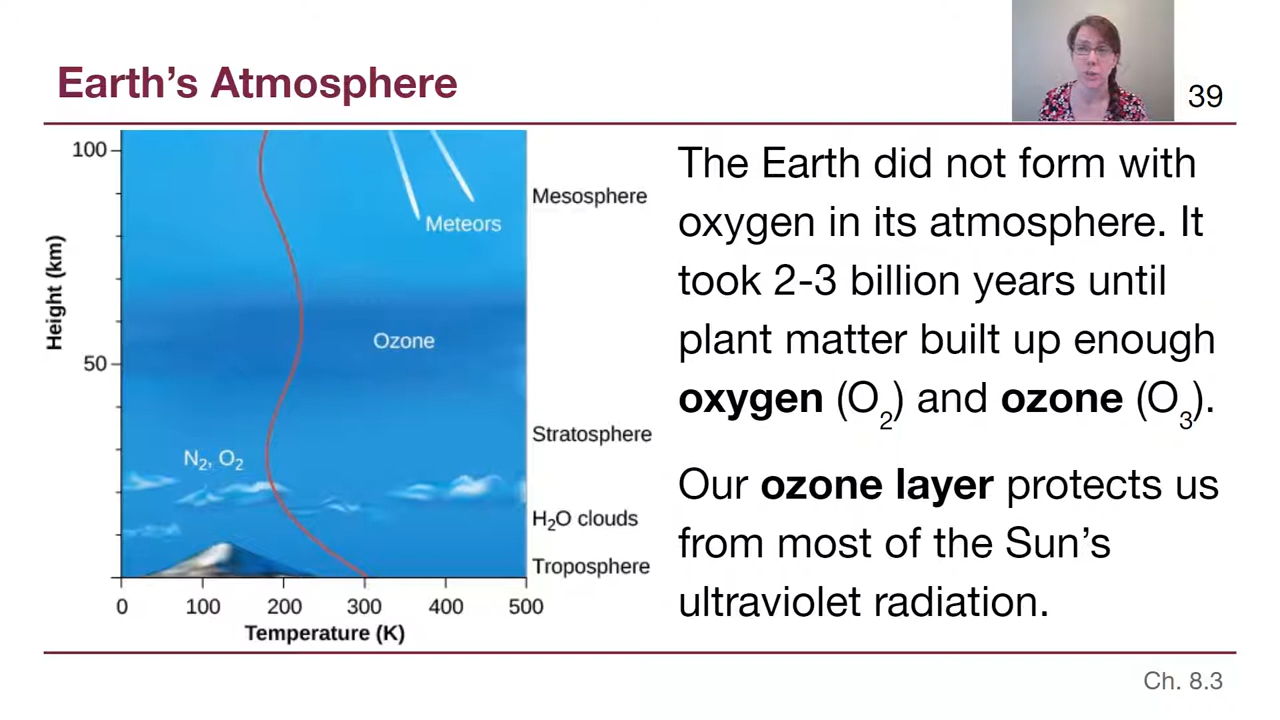 Earth’s Atmosphere
39
100
50
Height (km)
Meteors
Ozone
N2, O2
Mesosphere
Stratosphere
H2O clouds
Troposphere
0 100 200 300 400 500
Temperature (K)
The Earth did not form with
oxygen in its atmosphere. It
took 2-3 billion years until
plant matter built up enough
oxygen (O2) and ozone (O3).
Our ozone layer protects us
from most of the Sun’s
ultraviolet radiation.
Ch. 8.3